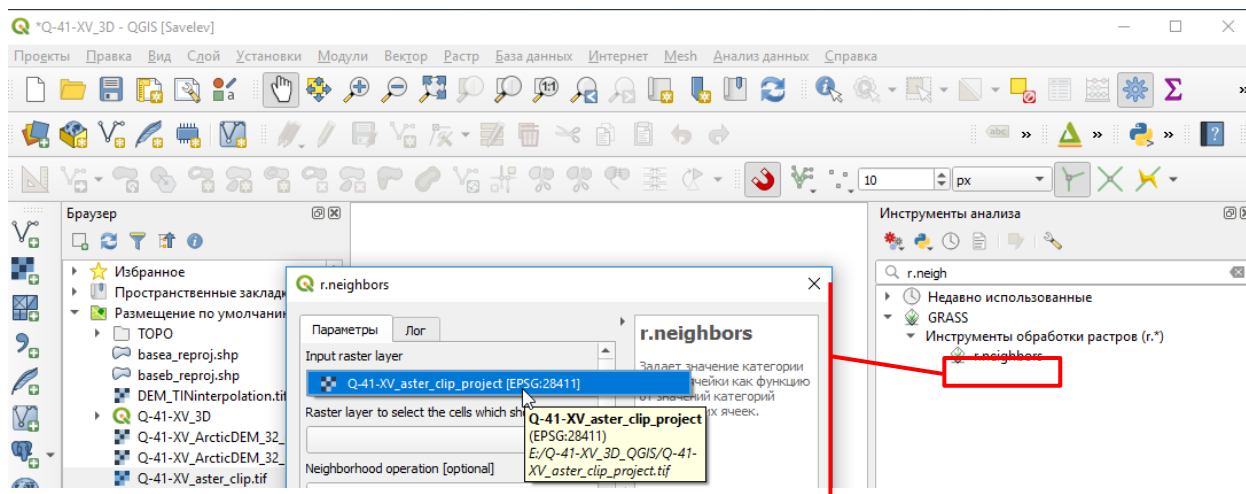 *Q-41-XV_3D - QGIS [Savelev]
Проекты Правка Вид Слой Установки Модули Вектор Растр База данных Интернет Mesh Анализ данных Справка
1:1
a
»
abc » » » ?
10 px
Браузер
Инструменты анализа
r.neigh
Избранное
Пространственные заклад
Размещение по умолчани
TOPO
basea_reproj.shp
baseb_reproj.shp
DEM_TINinterpolation.tif
Q-41-XV_3D
Q-41-XV_ArcticDEM_32_
Q-41-XV_ArcticDEM_32_
Q-41-XV_aster_clip.tif
r.neighbors
Параметры Лог
Input raster layer
Q-41-XV_aster_clip_project [EPSG:28411]
Raster layer to select the cells which sh
Neighborhood operation [optional]
Q-41-XV_aster_clip_project
(EPSG:28411)
E:/Q-41-XV_3D_QGIS/Q-41-
XV_aster_clip_project.tif
r.neighbors
Задает значение категории
ячейки как функцию
от значений категорий
ячеек.
Недавно использованные
GRASS
Инструменты обработки растров (r.*)
r.neighbors